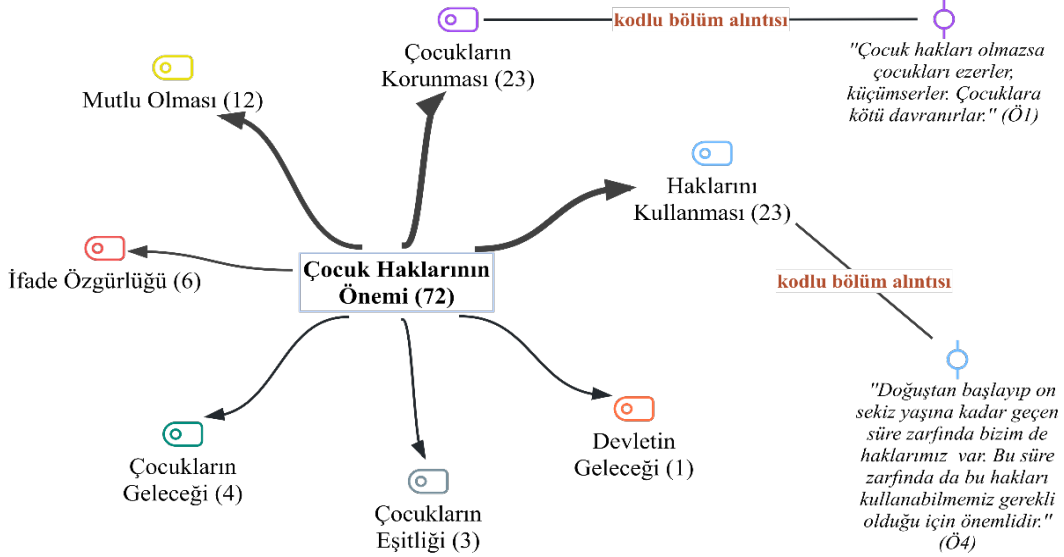 Çocukların
Korunması (23)
kodlu bölüm alıntısı
"Çocuk hakları olmazsa
çocukları ezerler,
küçümserler. Çocuklara
kötü davranırlar." (Ö1)
Mutlu Olması (12)
Haklarını
Kullanması (23)
kodlu bölüm alıntısı
"Doğuştan başlayıp on
sekiz yaşına kadar geçen
süre zarfında bizim de
haklarımız var. Bu süre
zarfında da bu hakları
kullanabilmemiz gerekli
olduğu için önemlidir."
(Ö4)
İfade Özgürlüğü (6)
Çocuk Haklarının
Önemi (72)
Çocukların
Geleceği (4)
Çocukların
Eşitliği (3)
Devletin
Geleceği (1)